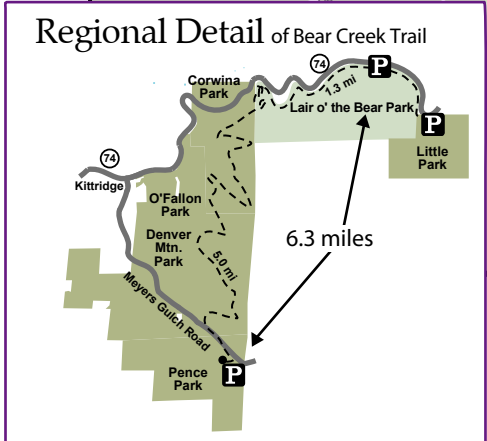 Regional Detail of Bear Creek Trail
74
P
Corwina
Park
1.3 mi
Lair o' the Bear Park
P
Little
Park
74
Kittridge
O'Fallon
Park
Denver
Mtn.
Park
6.3 miles
5.0 mi
Meyers Gulch Road
Pence
Park
P